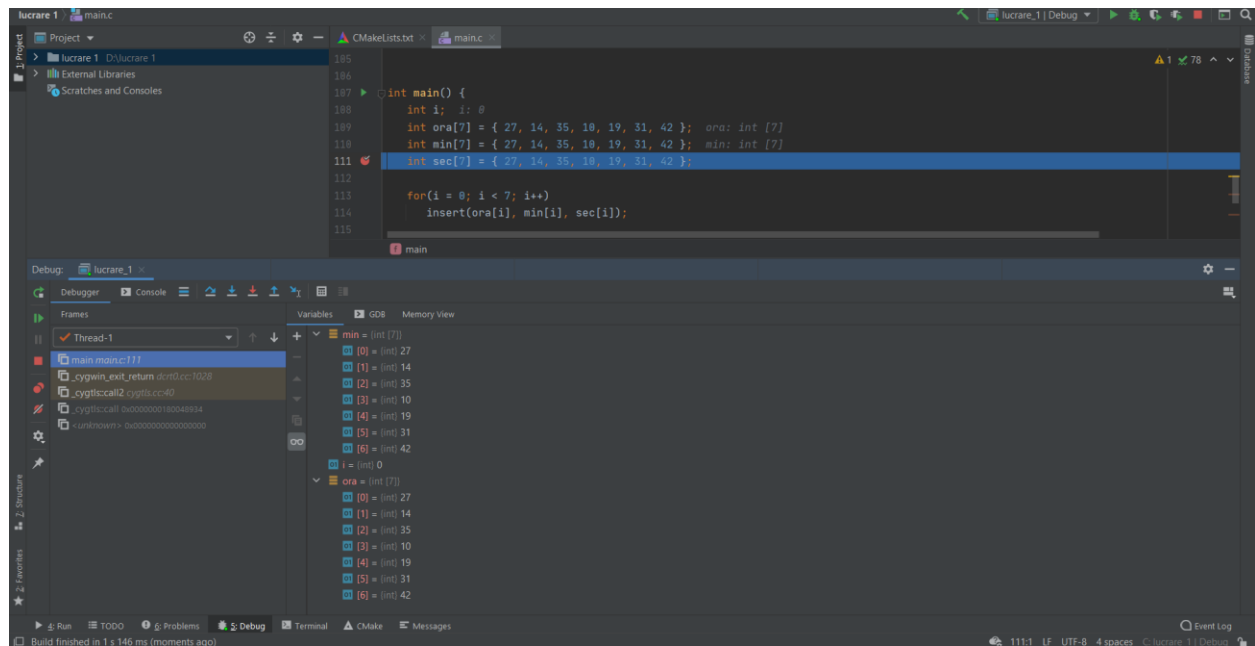 lucrare 1 > main.c
lucrare_1 | Debug
Project
CMakeLists.txt
main.c
lucrare 1 D:\lucrare 1
External Libraries
Scratches and Consoles
1: Project
Database
1 78
105
106
107 int main() {
108 int i; i: 0
109 int ora[7] = { 27, 14, 35, 10, 19, 31, 42 }; ora: int [7]
110 int min[7] = { 27, 14, 35, 10, 19, 31, 42 }; min: int [7]
111 int sec[7] = { 27, 14, 35, 10, 19, 31, 42 };
112
113 for(i = 0; i < 7; i++)
114 insert(ora[i], min[i], sec[i]);
115
f main
Debug: lucrare_1
Debugger Console
Frames
Thread-1
main main.c:111
_cygwin_exit_return dcrt0.cc:1028
_cygtls::call2 cygtls.cc:40
_cygtls::call 0x0000000180048934
<unknown> 0x0000000000000000
Variables GDB Memory View
min = {int [7]}
[0] = {int} 27
[1] = {int} 14
[2] = {int} 35
[3] = {int} 10
[4] = {int} 19
[5] = {int} 31
[6] = {int} 42
i = {int} 0
ora = {int [7]}
[0] = {int} 27
[1] = {int} 14
[2] = {int} 35
[3] = {int} 10
[4] = {int} 19
[5] = {int} 31
[6] = {int} 42
Z: Structure
2: Favorites
4: Run TODO 6: Problems 5: Debug Terminal CMake Messages
Event Log
Build finished in 1 s 146 ms (moments ago)
111:1 LF UTF-8 4 spaces C: lucrare_1 | Debug